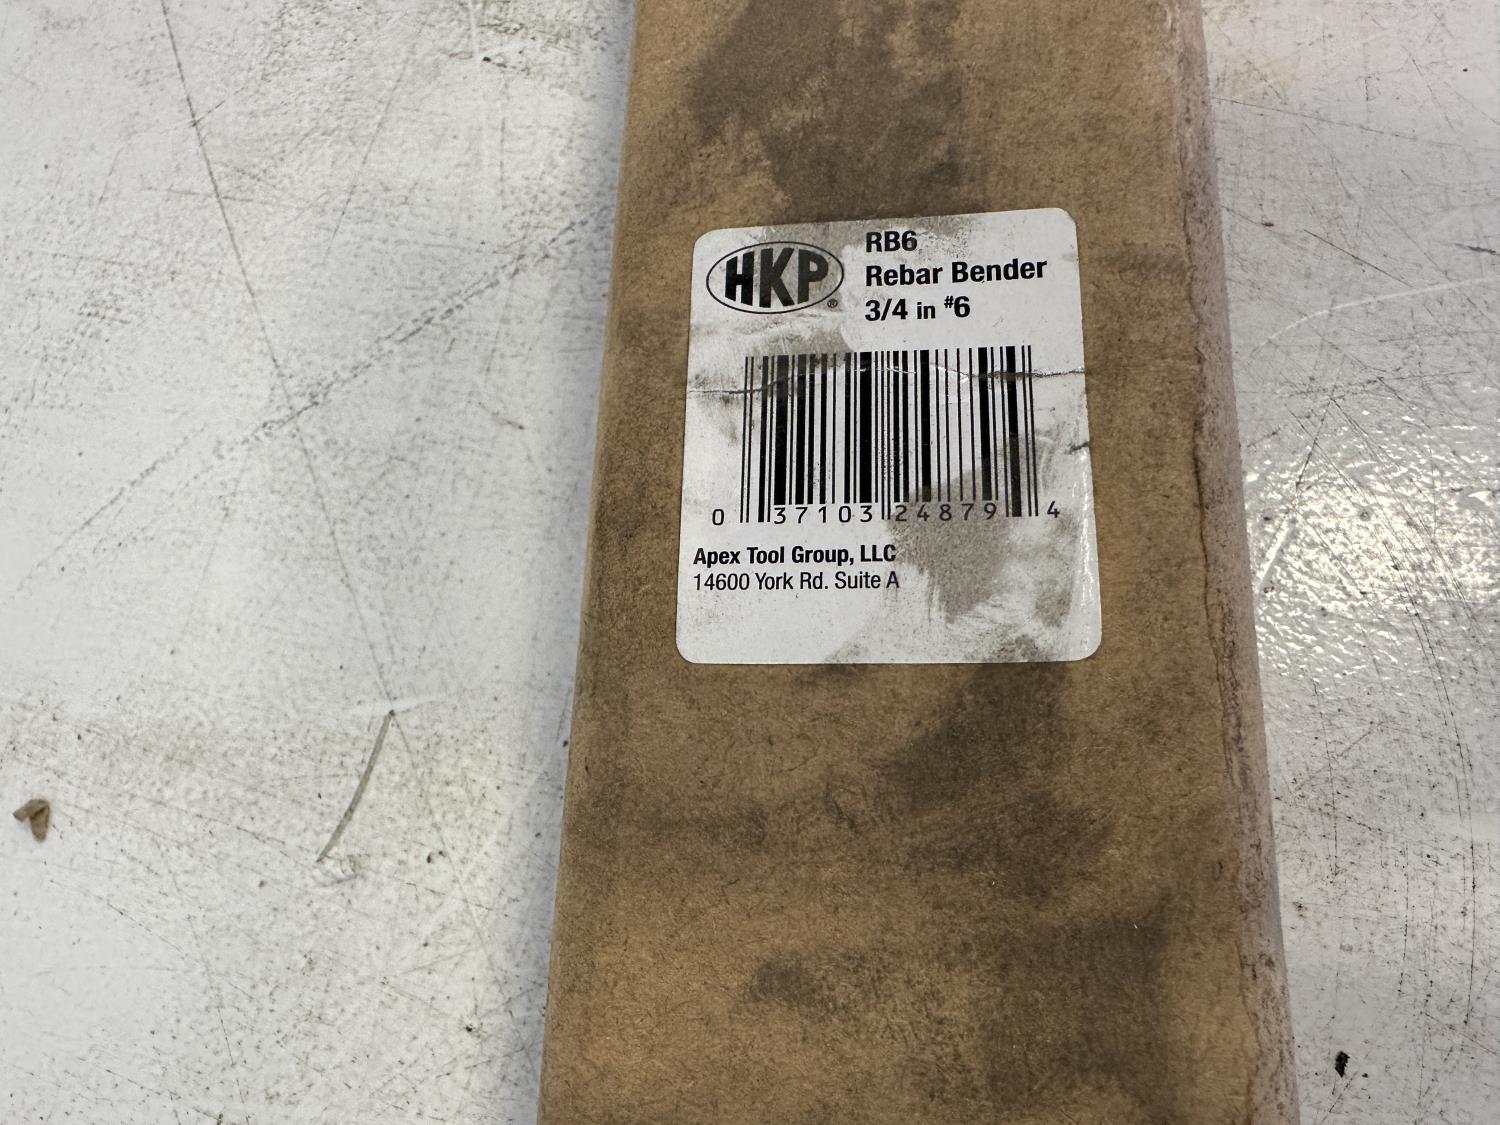 HKP®
RB6
Rebar Bender
3/4 in #6
0 37103 24879 4
Apex Tool Group, LLC
14600 York Rd. Suite A